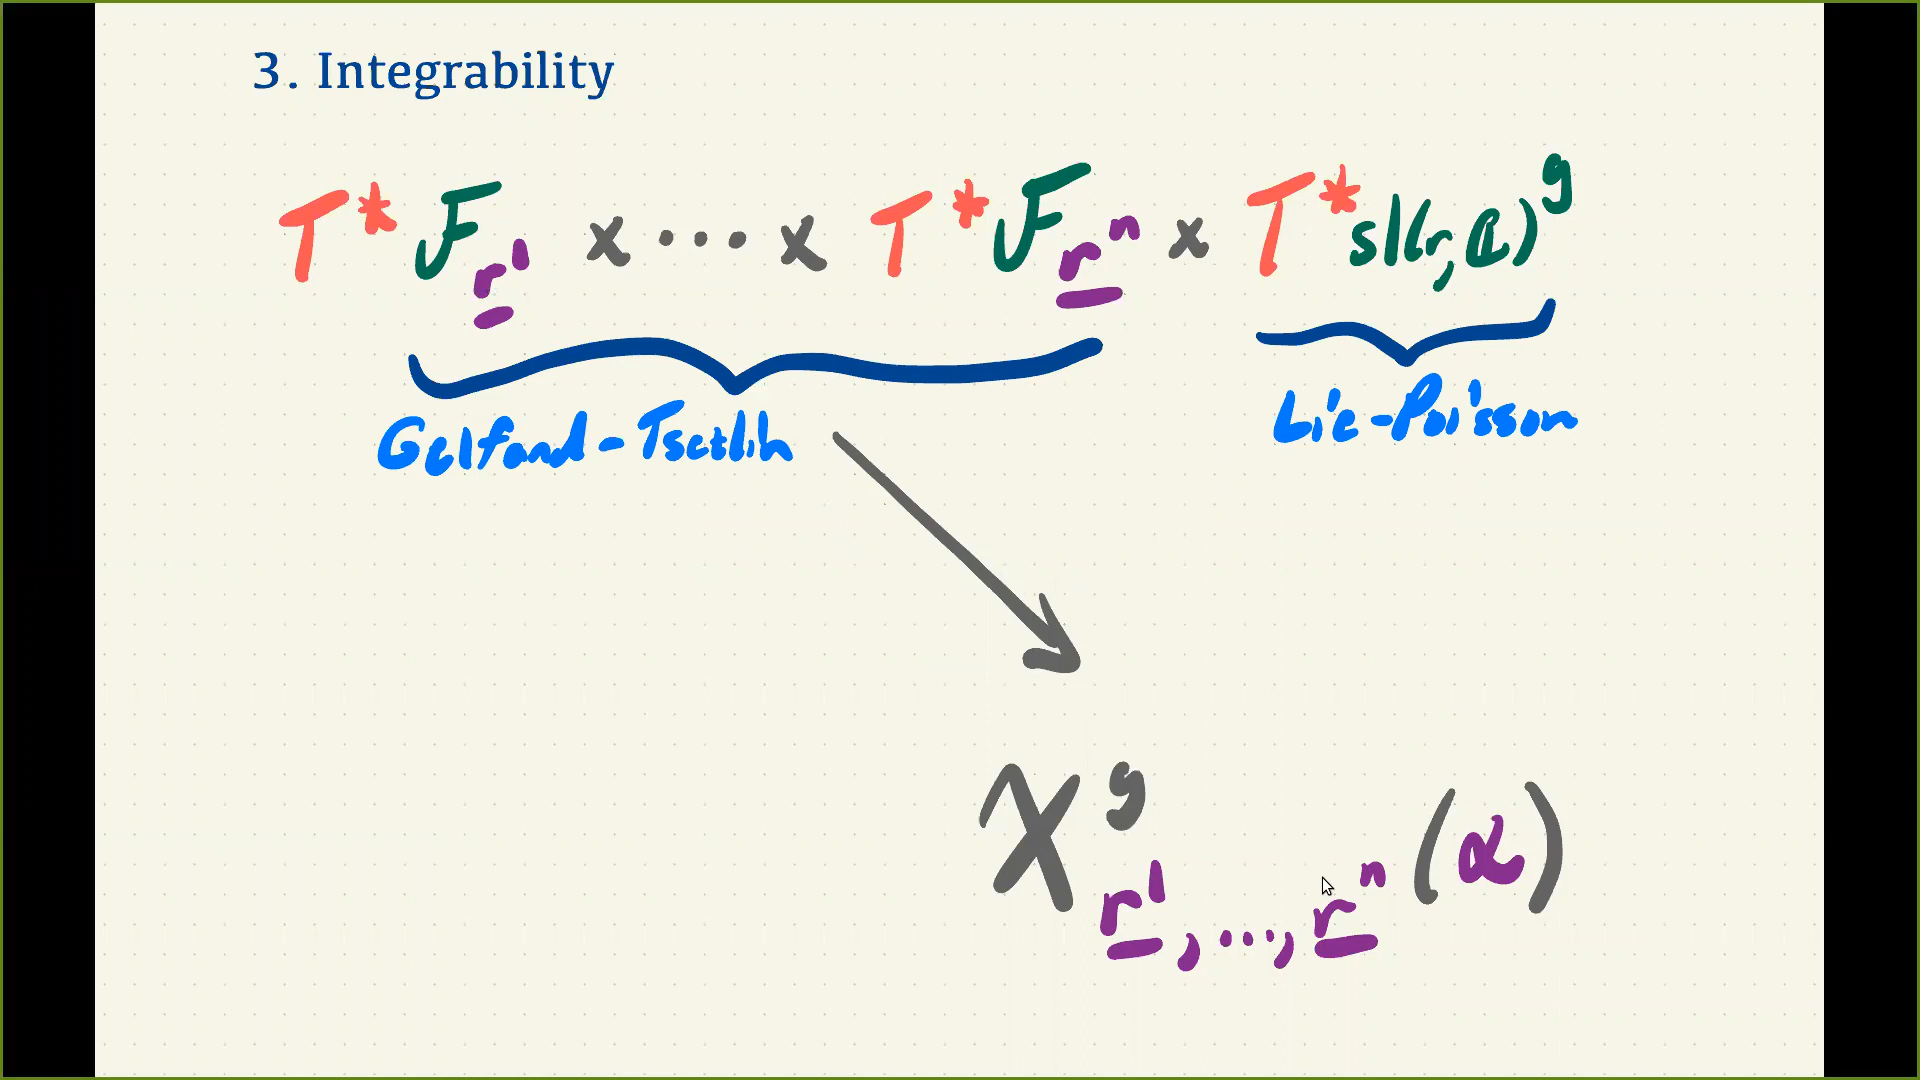 3. Integrability
T* F_r¹ x ... x T* F_rⁿ x T* sl(r, C)^g
Gelfand-Tsetlin
Lie-Poisson
X^g_r¹, ..., rⁿ (α)